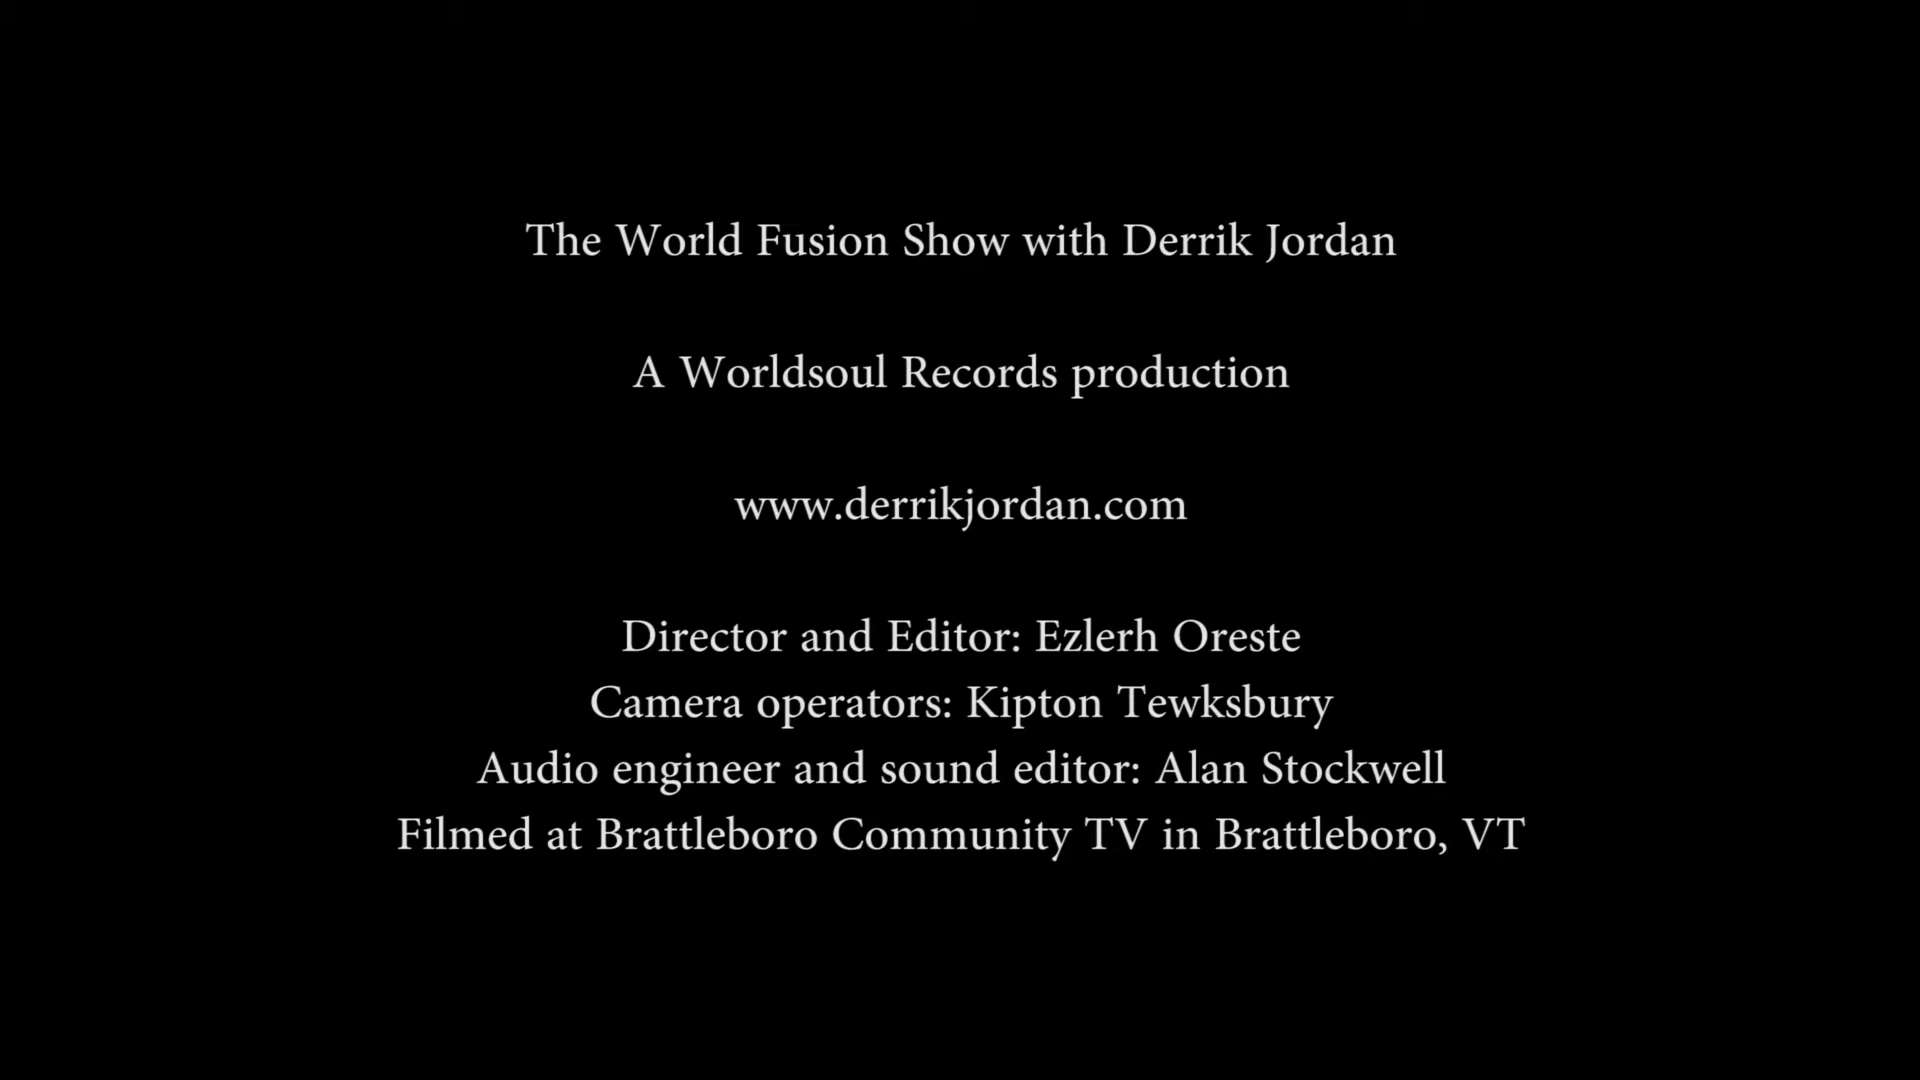 The World Fusion Show with Derrik Jordan
A Worldsoul Records production
www.derrikjordan.com
Director and Editor: Ezlerh Oreste
Camera operators: Kipton Tewksbury
Audio engineer and sound editor: Alan Stockwell
Filmed at Brattleboro Community TV in Brattleboro, VT